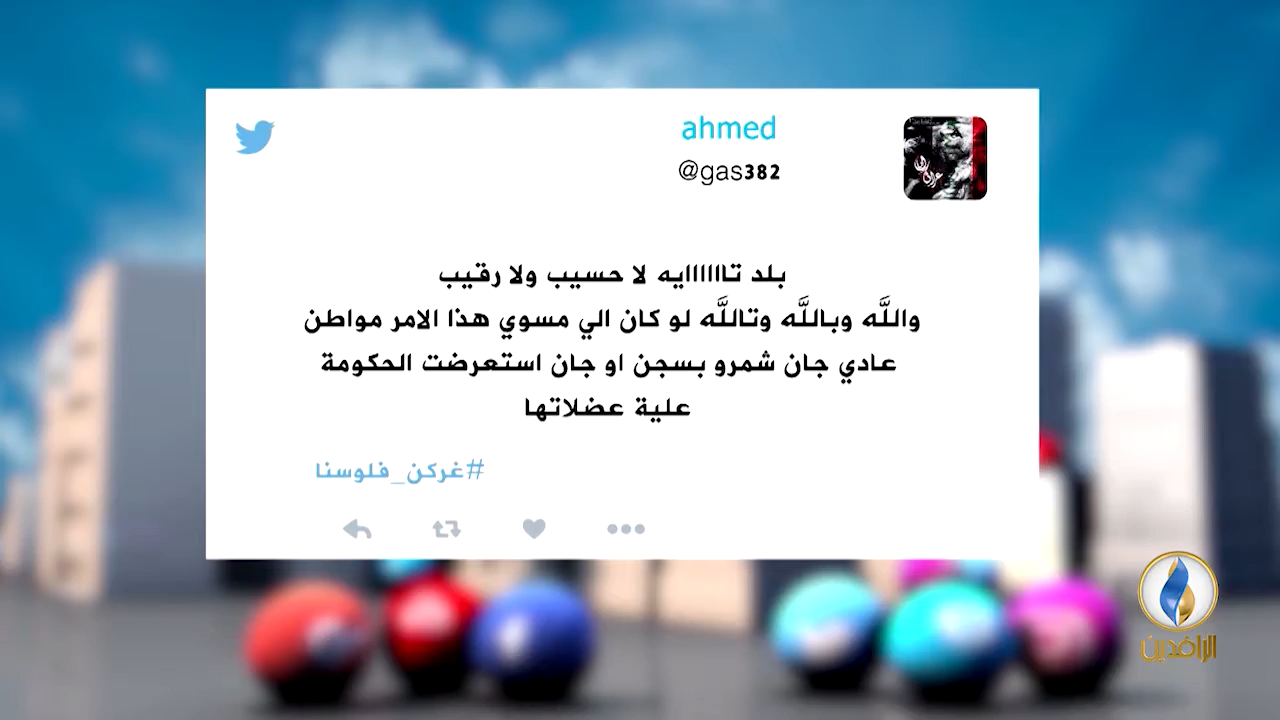 ahmed
@gas382
بلد تاااااايه لا حسيب ولا رقيب
واللَّه وباللَّه وتاللَّه لو كان الي مسوي هذا الامر مواطن
عادي جان شمرو بسجن او جان استعرضت الحكومة
علية عضلاتها
#غركن_فلوسنا
الرافدين